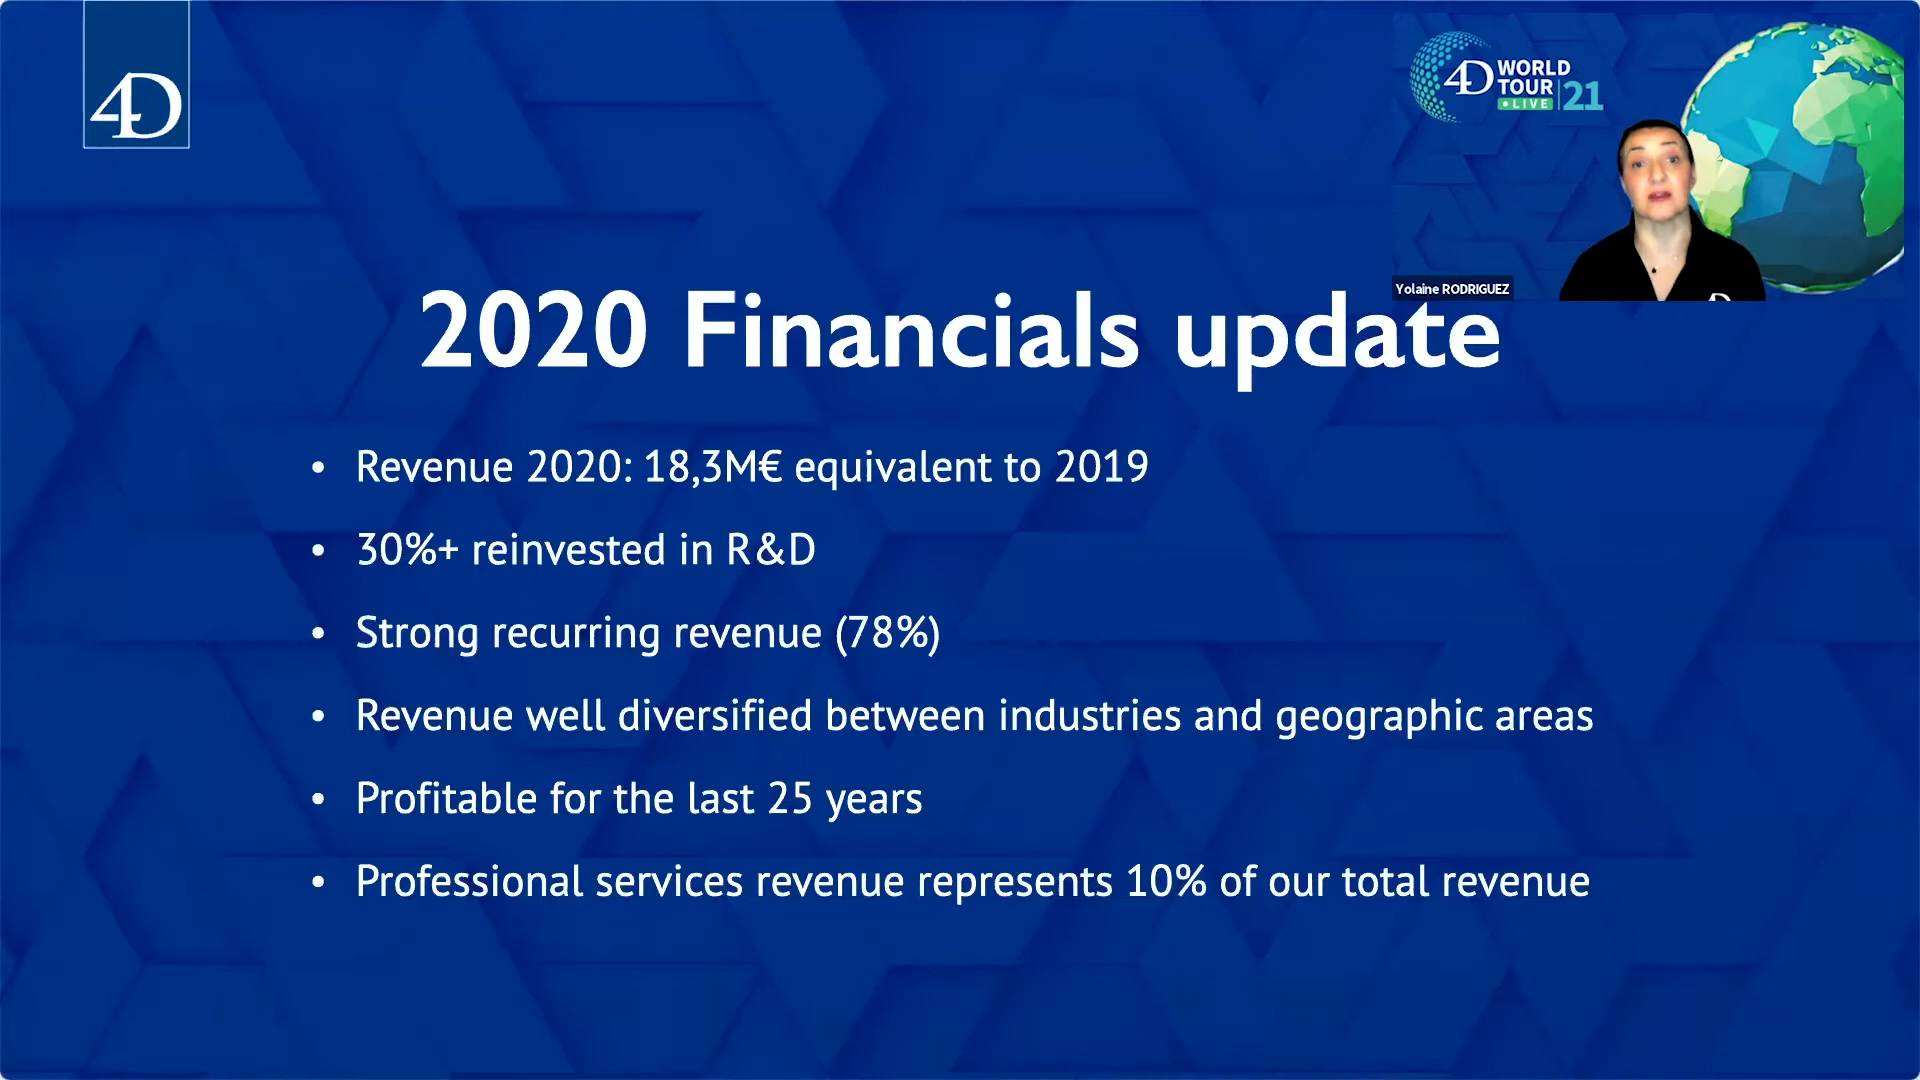 4D
4D WORLD
TOUR
LIVE 21
Yolaine RODRIGUEZ
2020 Financials update
• Revenue 2020: 18,3M€ equivalent to 2019
• 30%+ reinvested in R&D
• Strong recurring revenue (78%)
• Revenue well diversified between industries and geographic areas
• Profitable for the last 25 years
• Professional services revenue represents 10% of our total revenue